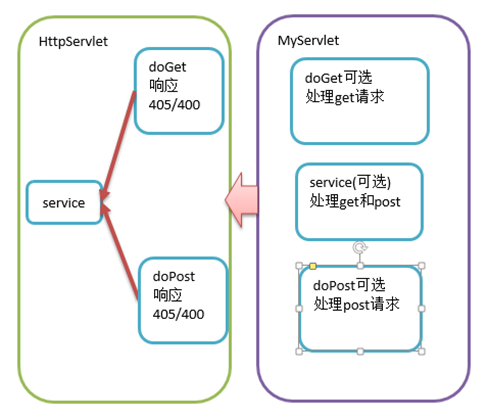 HttpServlet
doGet
响应
405/400
service
doPost
响应
405/400
MyServlet
doGet可选
处理get请求
service(可选)
处理get和post
doPost可选
处理post请求